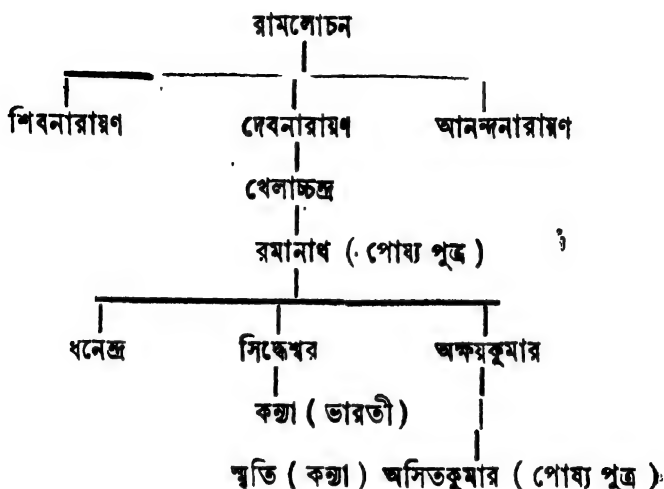 রামলোচন
শিবনারায়ণ দেবনারায়ণ আনন্দনারায়ণ
খেলাচ্চন্দ্র
রমানাথ ( পোষ্য পুত্র )
ধনেন্দ্র সিদ্ধেশ্বর অক্ষয়কুমার
কন্যা ( ভারতী )
স্মৃতি ( কন্যা ) অসিতকুমার ( পোষ্য পুত্র )